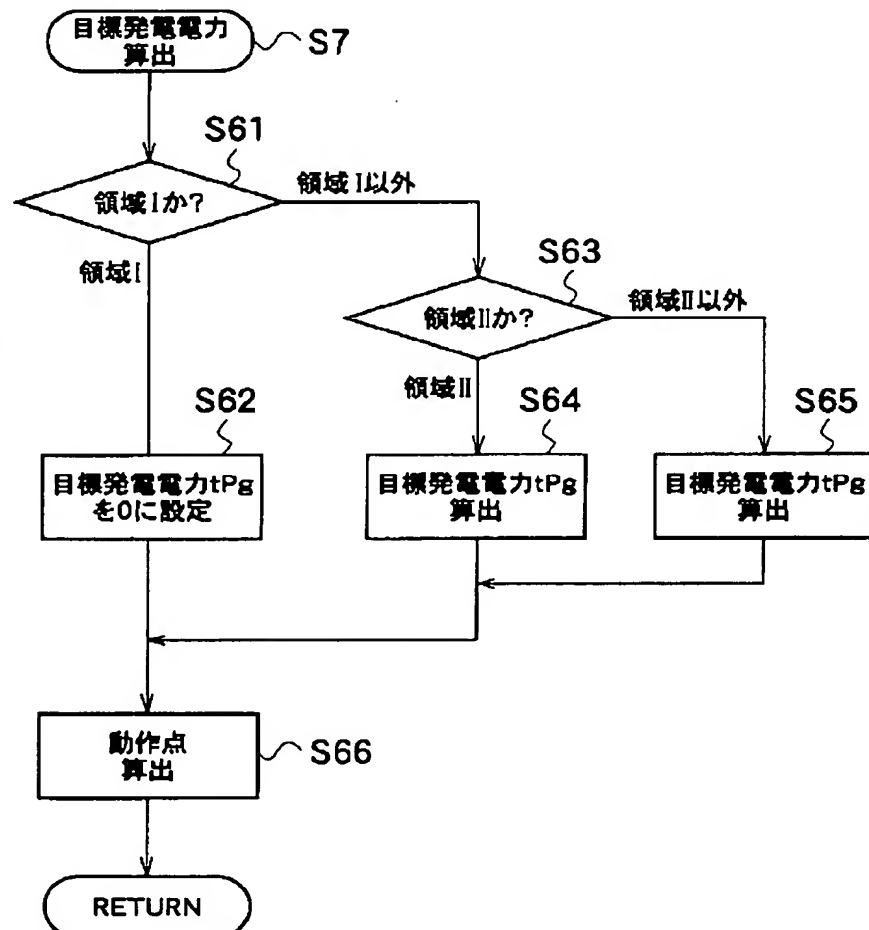 目標発電電力
算出
S7
S61
領域Iか?
領域I以外
領域I
S63
領域IIか?
領域II以外
領域II
S62
目標発電電力tPg
を0に設定
S64
目標発電電力tPg
算出
S65
目標発電電力tPg
算出
動作点
算出
S66
RETURN